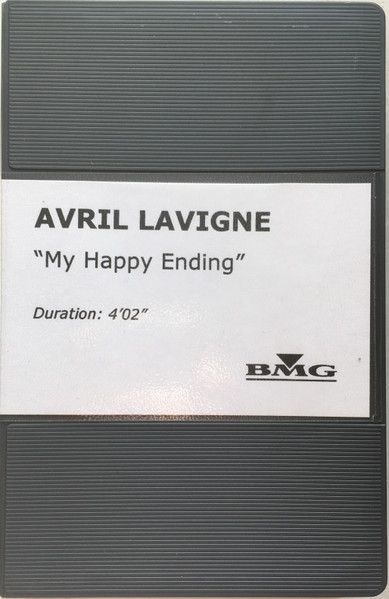 AVRIL LAVIGNE
“My Happy Ending”
Duration: 4’02”
BMG